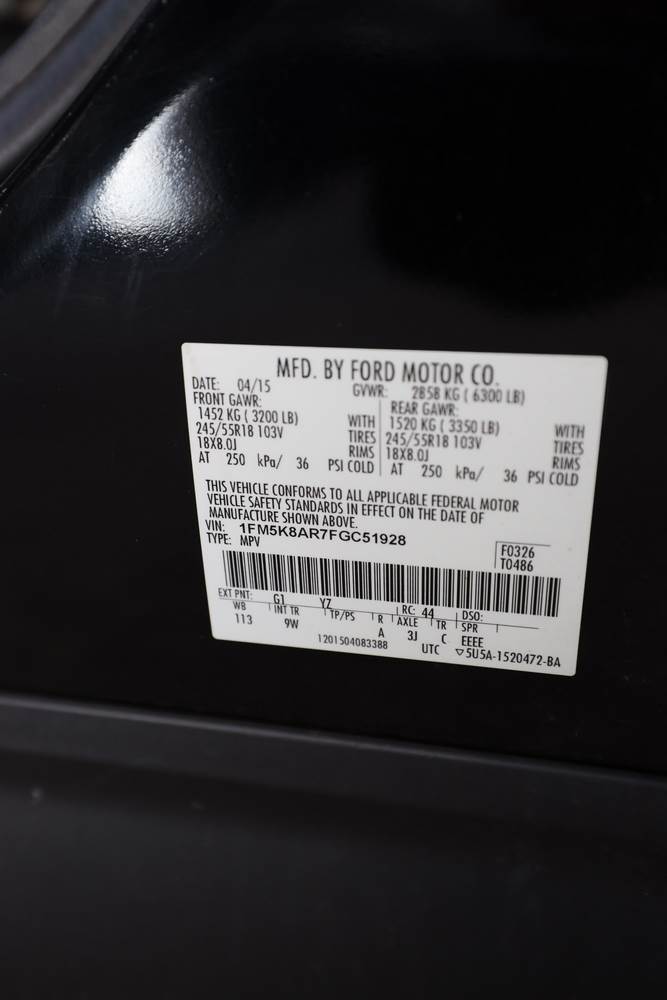 MFD. BY FORD MOTOR CO.
DATE: 04/15 GVWR: 2858 KG ( 6300 LB)
FRONT GAWR: REAR GAWR:
1452 KG ( 3200 LB) WITH 1520 KG ( 3350 LB) WITH
245/55R18 103V TIRES 245/55R18 103V TIRES
18X8.0J RIMS 18X8.0J RIMS
AT 250 kPa/ 36 PSI COLD AT 250 kPa/ 36 PSI COLD
THIS VEHICLE CONFORMS TO ALL APPLICABLE FEDERAL MOTOR
VEHICLE SAFETY STANDARDS IN EFFECT ON THE DATE OF
MANUFACTURE SHOWN ABOVE.
VIN: 1FM5K8AR7FGC51928
TYPE: MPV
F0326
T0486
EXT PNT: G1 YZ RC: 44 DSO:
WB INT TR TP/PS R AXLE TR SPR
113 9W A 3J C EEEE
1201504083388 UTC ▽5U5A-1520472-BA